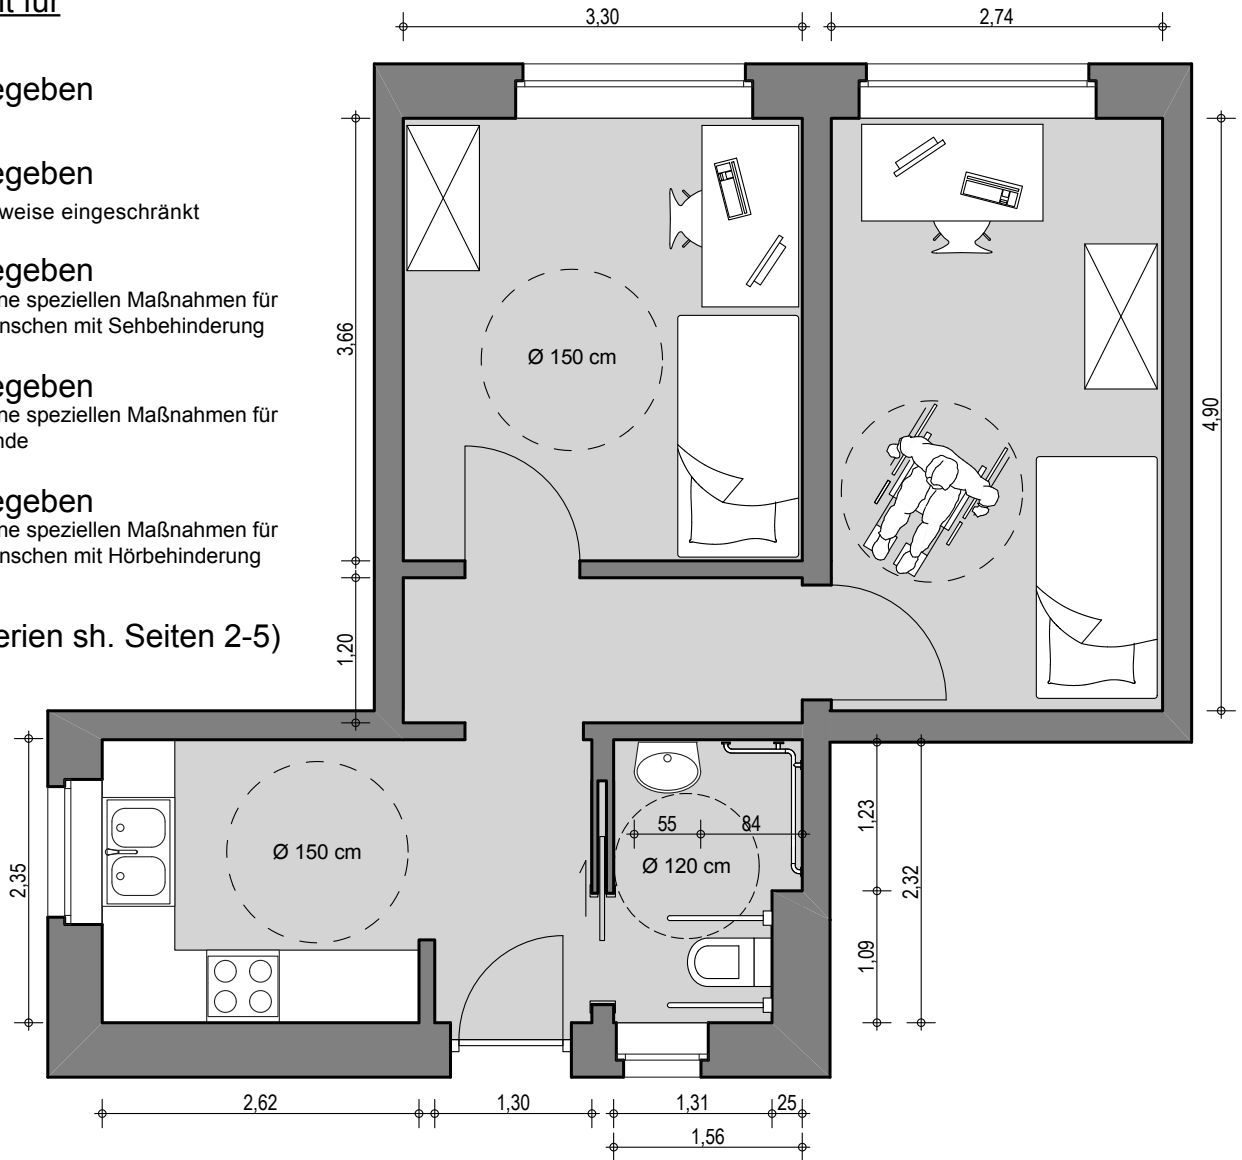 it für
egeben
egeben
weise eingeschränkt
egeben
ne speziellen Maßnahmen für
nschen mit Sehbehinderung
egeben
ne speziellen Maßnahmen für
nde
egeben
ne speziellen Maßnahmen für
nschen mit Hörbehinderung
erien sh. Seiten 2-5)
3,30
2,74
3,66
Ø 150 cm
4,90
1,20
2,35
Ø 150 cm
55
84
Ø 120 cm
1,23
2,32
1,09
2,62
1,30
1,31
25
1,56